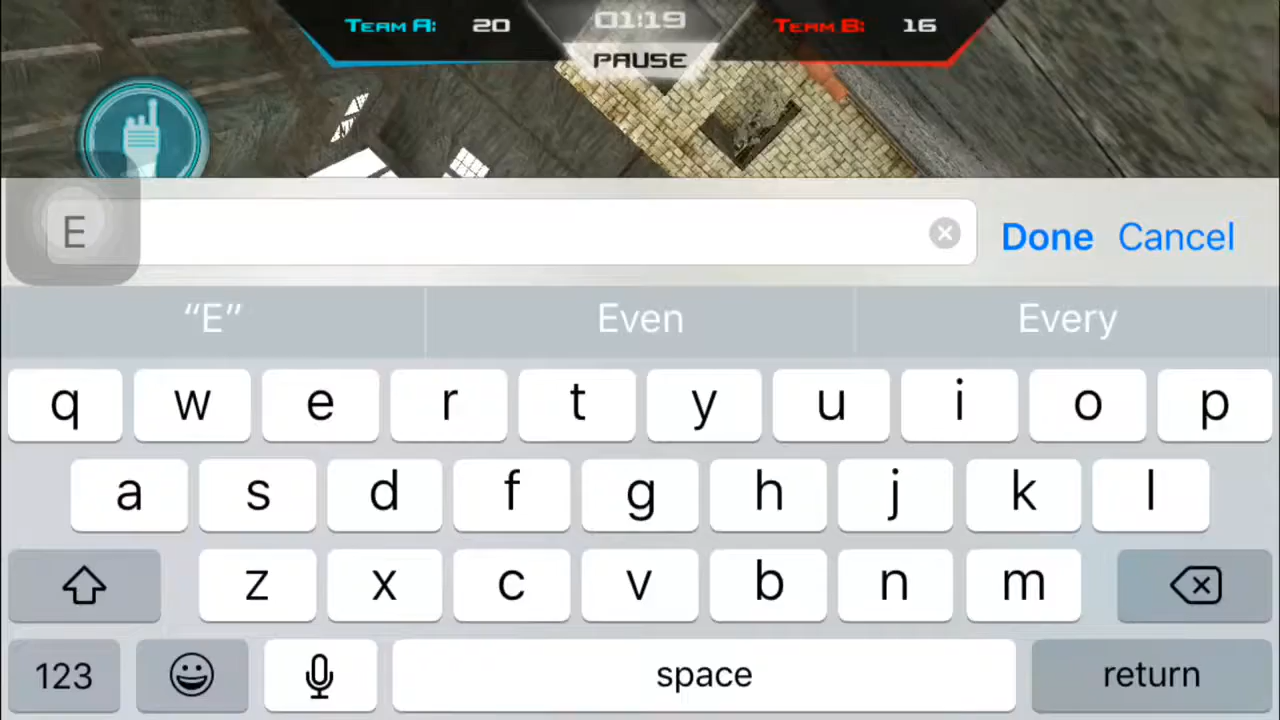 TEAM A: 20 01:19 TEAM B: 16
PAUSE
E Done Cancel
“E” Even Every
q w e r t y u i o p
a s d f g h j k l
z x c v b n m
123 space return